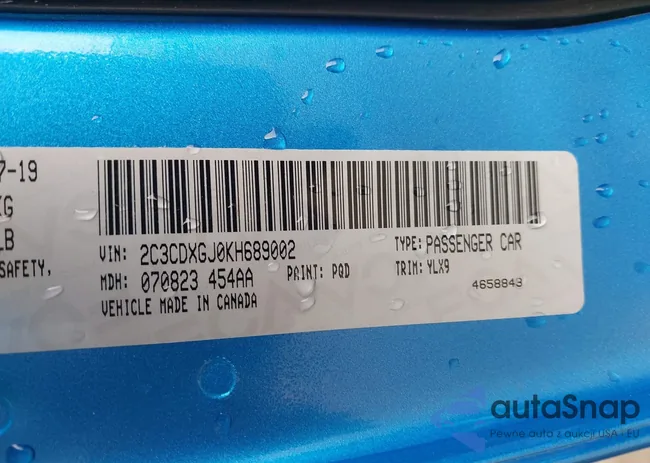 7-19
KG
LB
SAFETY,
VIN: 2C3CDXGJ0KH689002
TYPE: PASSENGER CAR
MDH: 070823 454AA
PAINT: PQD
TRIM: YLX9
4658843
VEHICLE MADE IN CANADA
autaSnap
Pewne auta z aukcji USA - EU